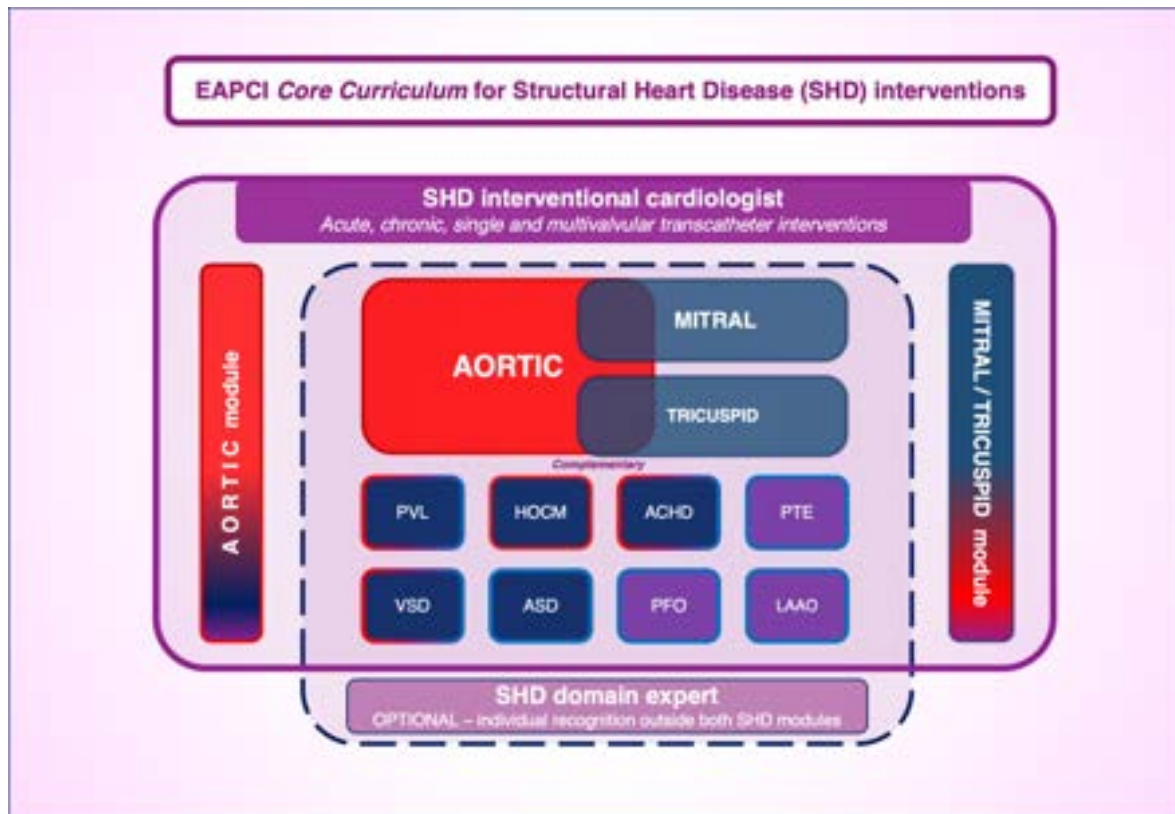 EAPCI Core Curriculum for Structural Heart Disease (SHD) interventions
SHD interventional cardiologist
Acute, chronic, single and multivalvular transcatheter interventions
AORTIC module
AORTIC
MITRAL
TRICUSPID
MITRAL / TRICUSPID module
Complementary
PVL
HOCM
ACHD
PTE
VSD
ASD
PFO
LAAO
SHD domain expert
OPTIONAL – individual recognition outside both SHD modules